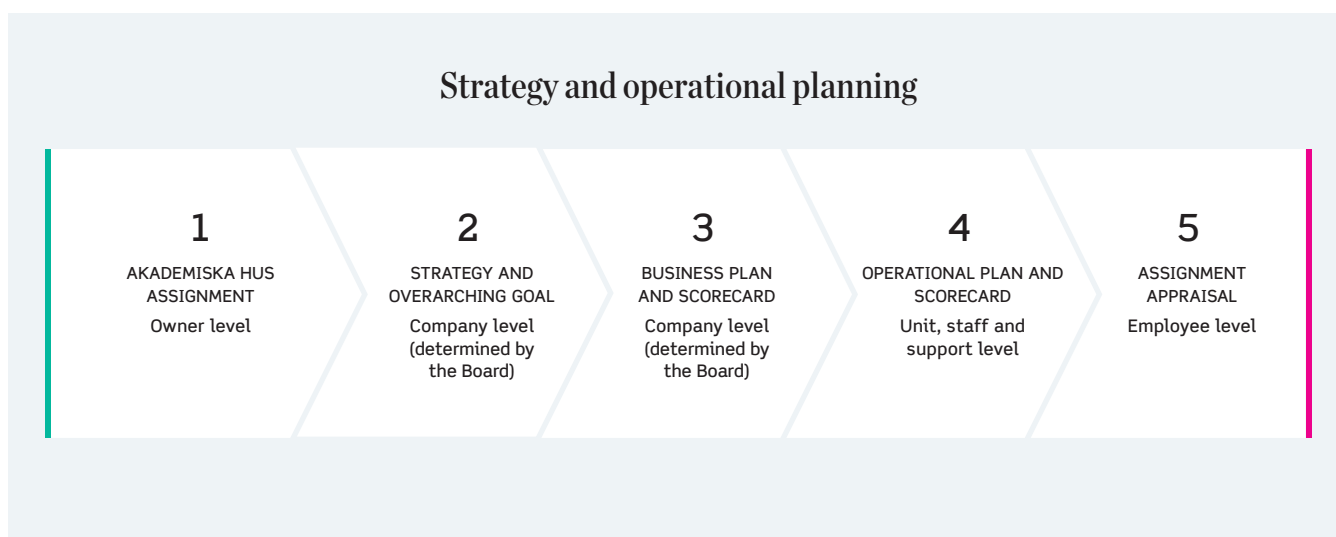 Strategy and operational planning
1
AKADEMISKA HUS
ASSIGNMENT
Owner level
2
STRATEGY AND
OVERARCHING GOAL
Company level
(determined by
the Board)
3
BUSINESS PLAN
AND SCORECARD
Company level
(determined by
the Board)
4
OPERATIONAL PLAN AND
SCORECARD
Unit, staff and
support level
5
ASSIGNMENT
APPRAISAL
Employee level